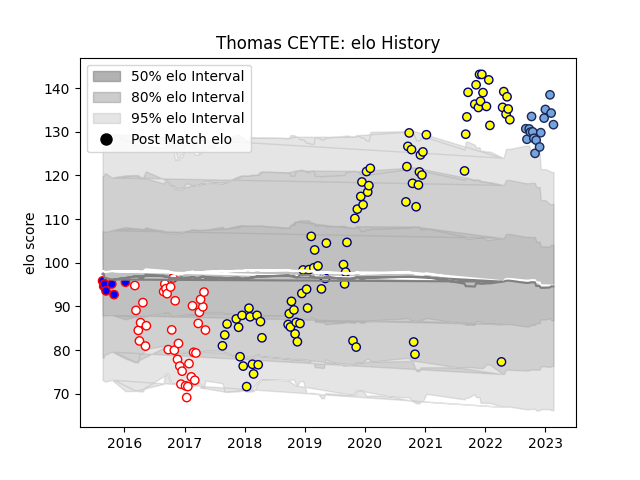 Thomas CEYTE: elo History
50% elo Interval
80% elo Interval
95% elo Interval
Post Match elo
elo score
140
130
120
110
100
90
80
70
2016 2017 2018 2019 2020 2021 2022 2023